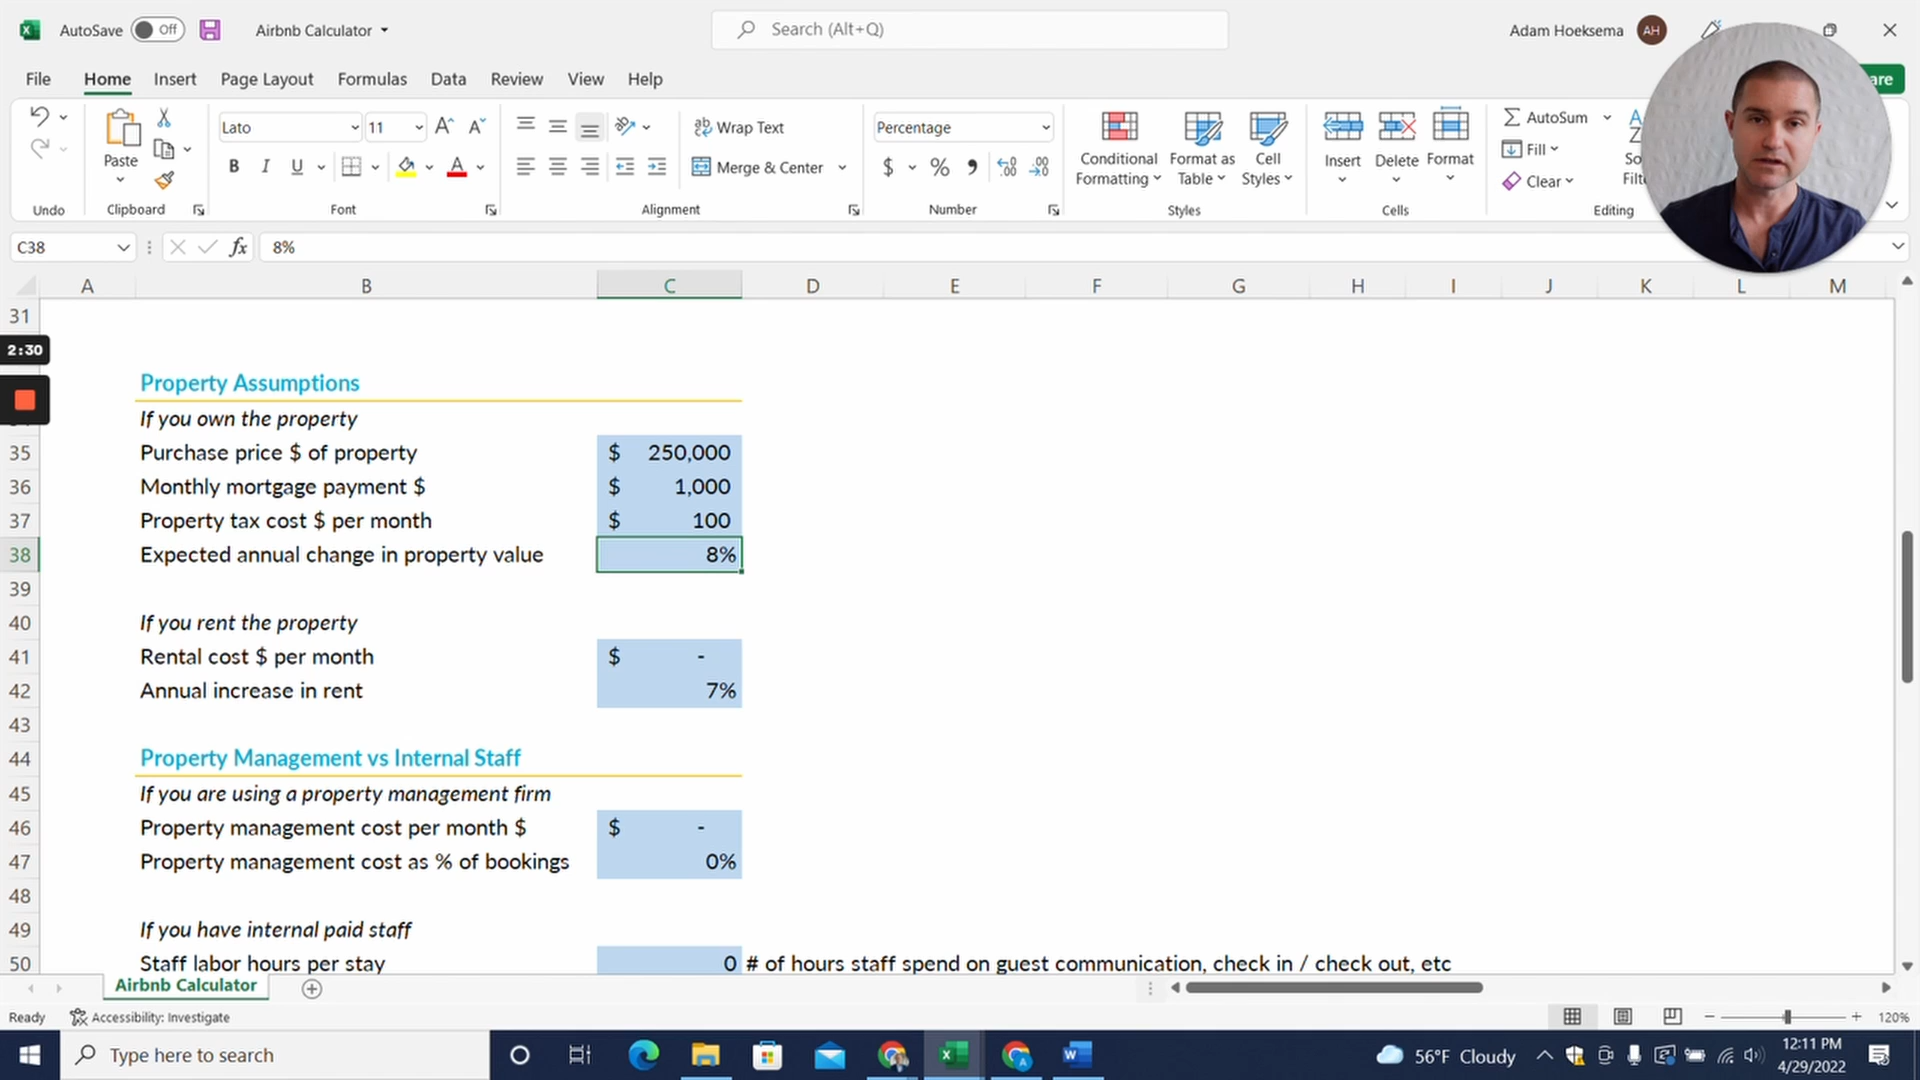 AutoSave Off Airbnb Calculator Search (Alt+Q) Adam Hoeksema AH
File Home Insert Page Layout Formulas Data Review View Help are
Paste Lato 11 Wrap Text Percentage Conditional Formatting Format as Table Cell Styles Insert Delete Format AutoSum
B I U A Merge & Center $ % Fill
Clear
Undo Clipboard Font Alignment Number Styles Cells Editing
C38 fx 8%
A B C D E F G H I J K L M
31
2:30
Property Assumptions
If you own the property
35 Purchase price $ of property $ 250,000
36 Monthly mortgage payment $ $ 1,000
37 Property tax cost $ per month $ 100
38 Expected annual change in property value 8%
39
40 If you rent the property
41 Rental cost $ per month $ -
42 Annual increase in rent 7%
43
44 Property Management vs Internal Staff
45 If you are using a property management firm
46 Property management cost per month $ $ -
47 Property management cost as % of bookings 0%
48
49 If you have internal paid staff
50 Staff labor hours per stay 0 # of hours staff spend on guest communication, check in / check out, etc
Airbnb Calculator
Ready Accessibility: Investigate 120%
Type here to search 56°F Cloudy 12:11 PM
4/29/2022